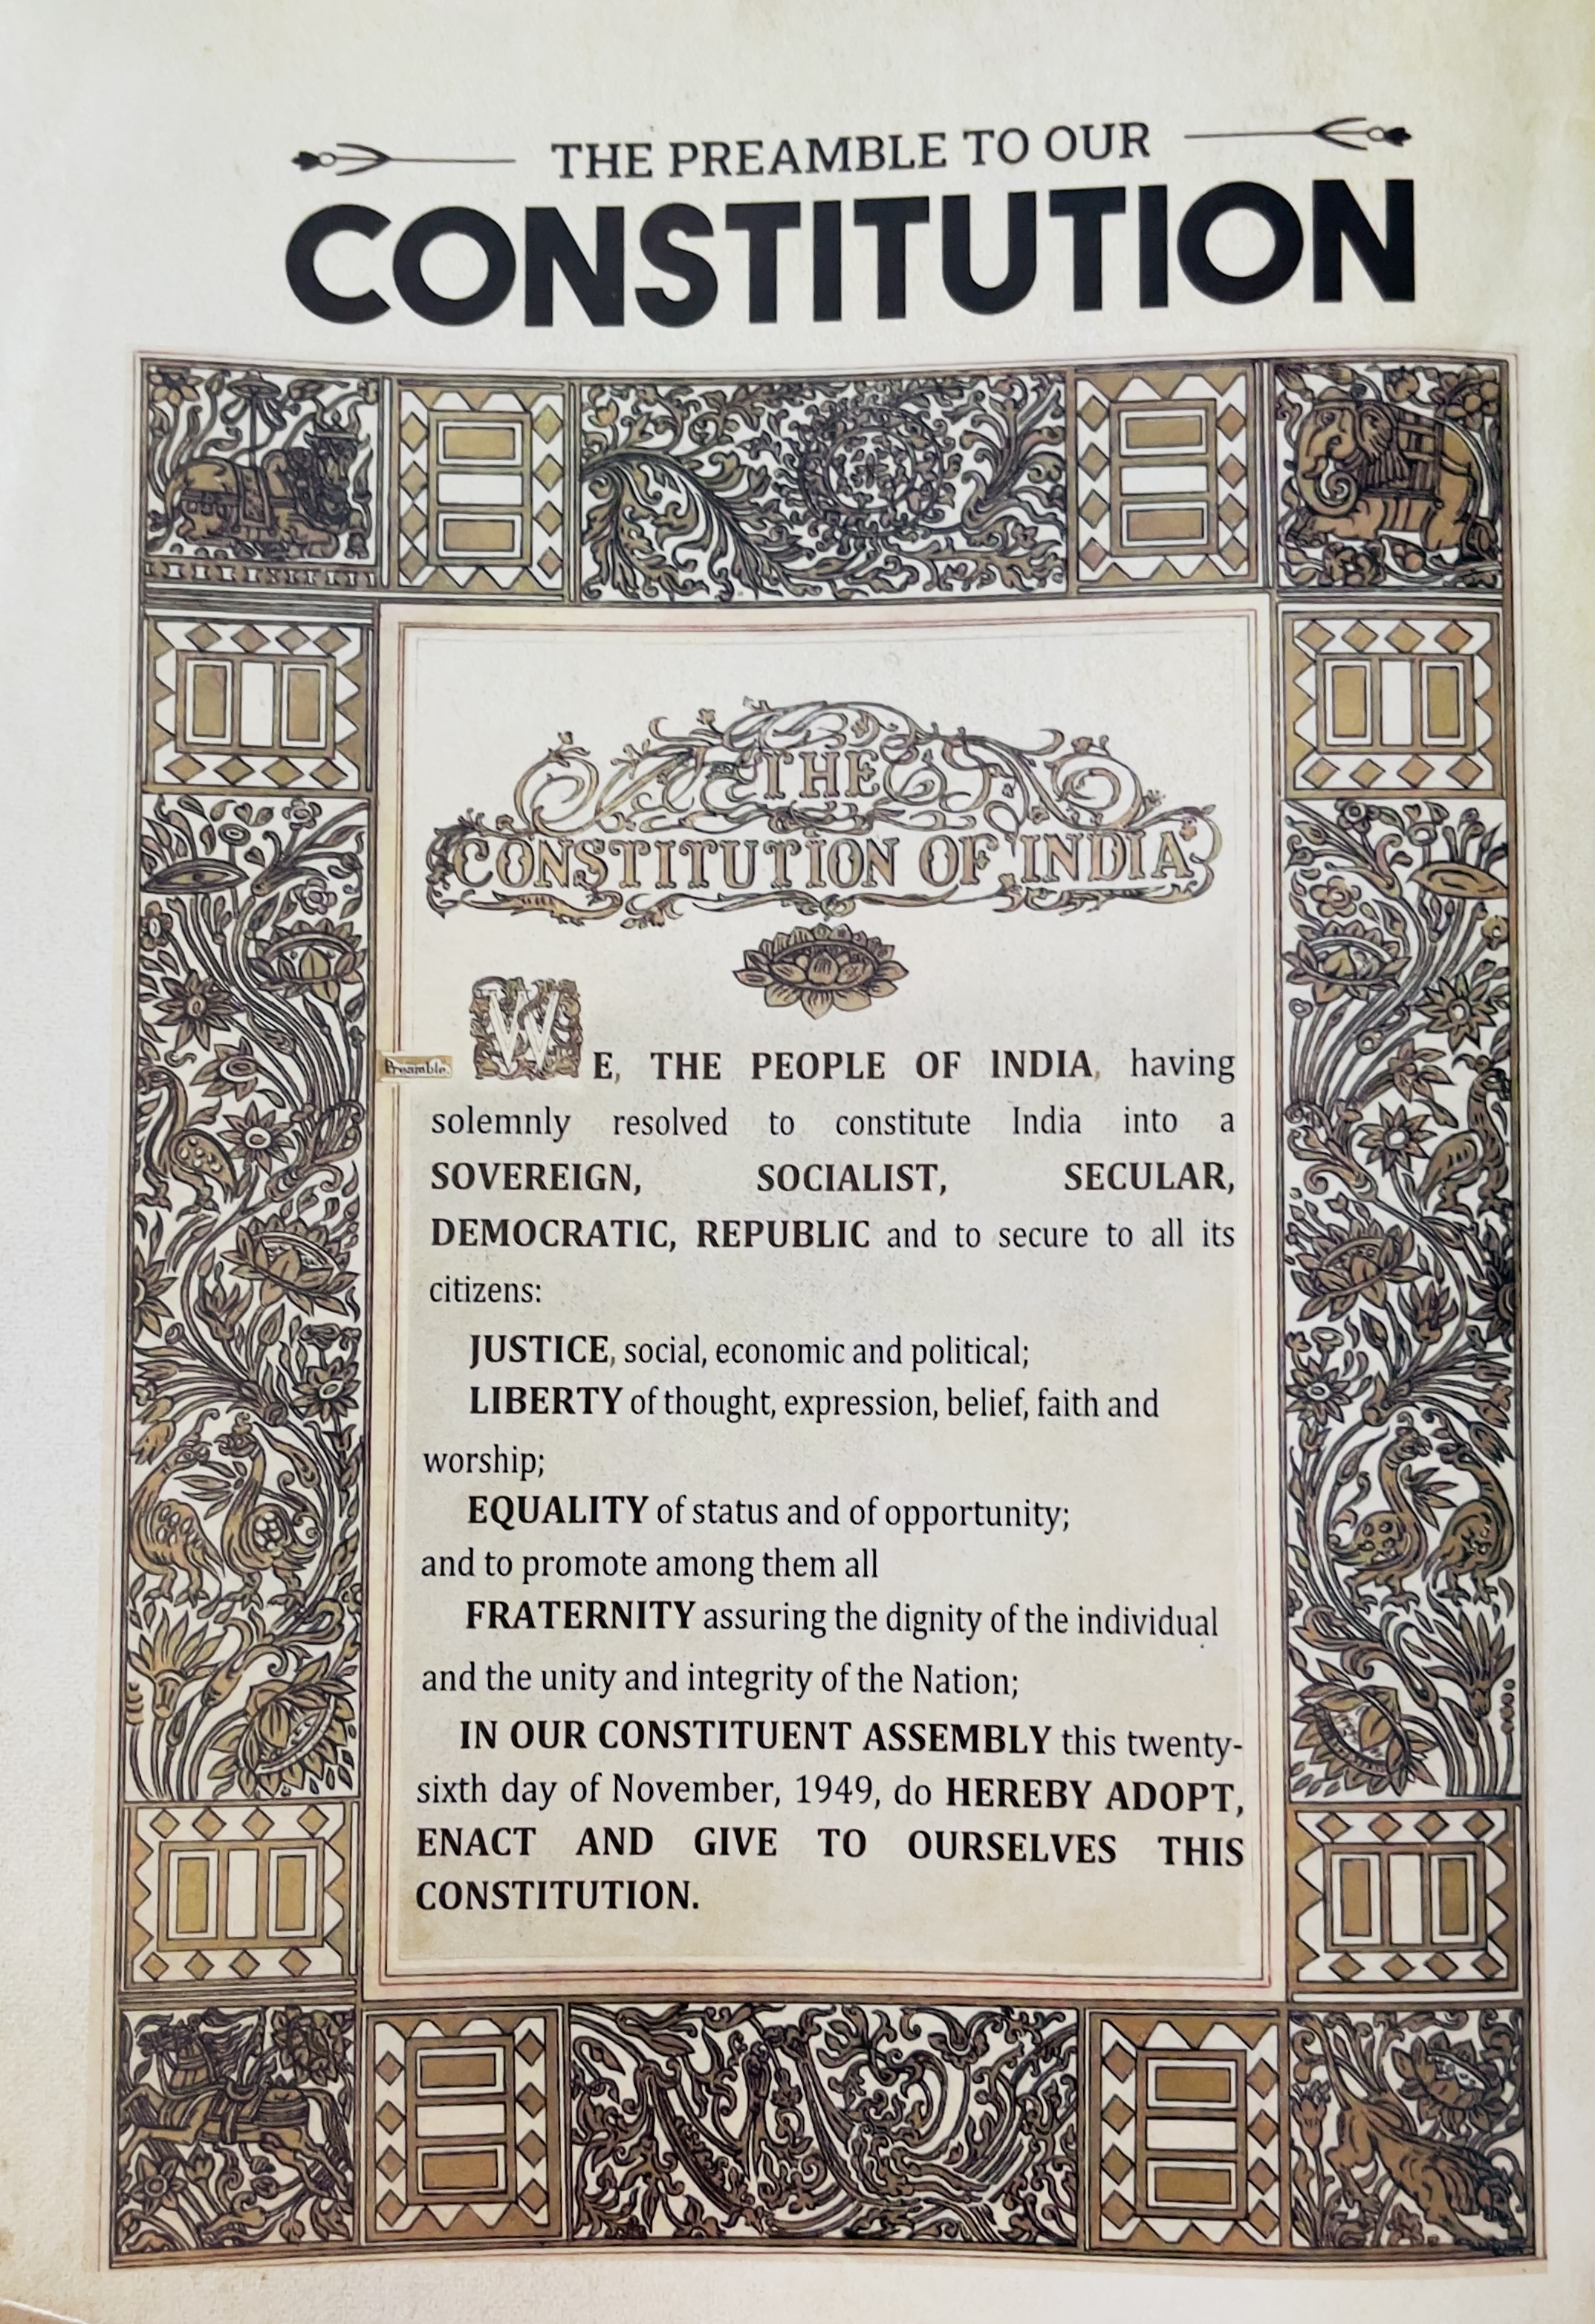 THE PREAMBLE TO OUR
CONSTITUTION
THE
CONSTITUTION OF INDIA
Preamble.
WE, THE PEOPLE OF INDIA, having
solemnly resolved to constitute India into a
SOVEREIGN, SOCIALIST, SECULAR,
DEMOCRATIC, REPUBLIC and to secure to all its
citizens:
JUSTICE, social, economic and political;
LIBERTY of thought, expression, belief, faith and
worship;
EQUALITY of status and of opportunity;
and to promote among them all
FRATERNITY assuring the dignity of the individual
and the unity and integrity of the Nation;
IN OUR CONSTITUENT ASSEMBLY this twenty-
sixth day of November, 1949, do HEREBY ADOPT,
ENACT AND GIVE TO OURSELVES THIS
CONSTITUTION.